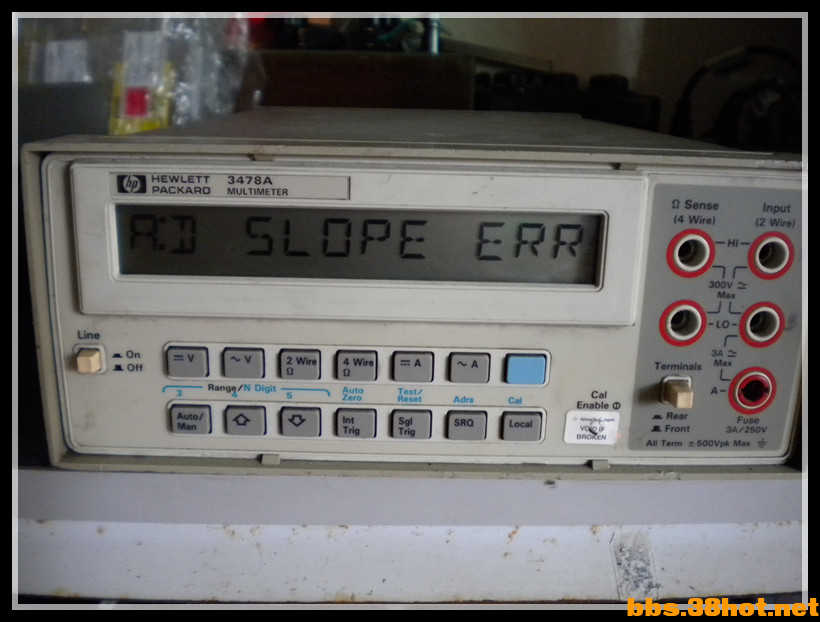 hp HEWLETT PACKARD 3478A MULTIMETER
A:D SLOPE ERR
Ω Sense (4 Wire)
Input (2 Wire)
HI
300V ≃ Max
LO
3A ≃ Max
A
Terminals
Rear
Front
Fuse 3A/250V
All Term ±500Vpk Max
Line
On
Off
⎓ V
~ V
2 Wire Ω
4 Wire Ω
⎓ A
~ A
Range/N Digit
3 4 5
Auto Zero
Test/Reset
Adrs
Cal
Auto/Man
Int Trig
Sgl Trig
SRQ
Local
Cal Enable
VOID IF BROKEN
bbs.38hot.net